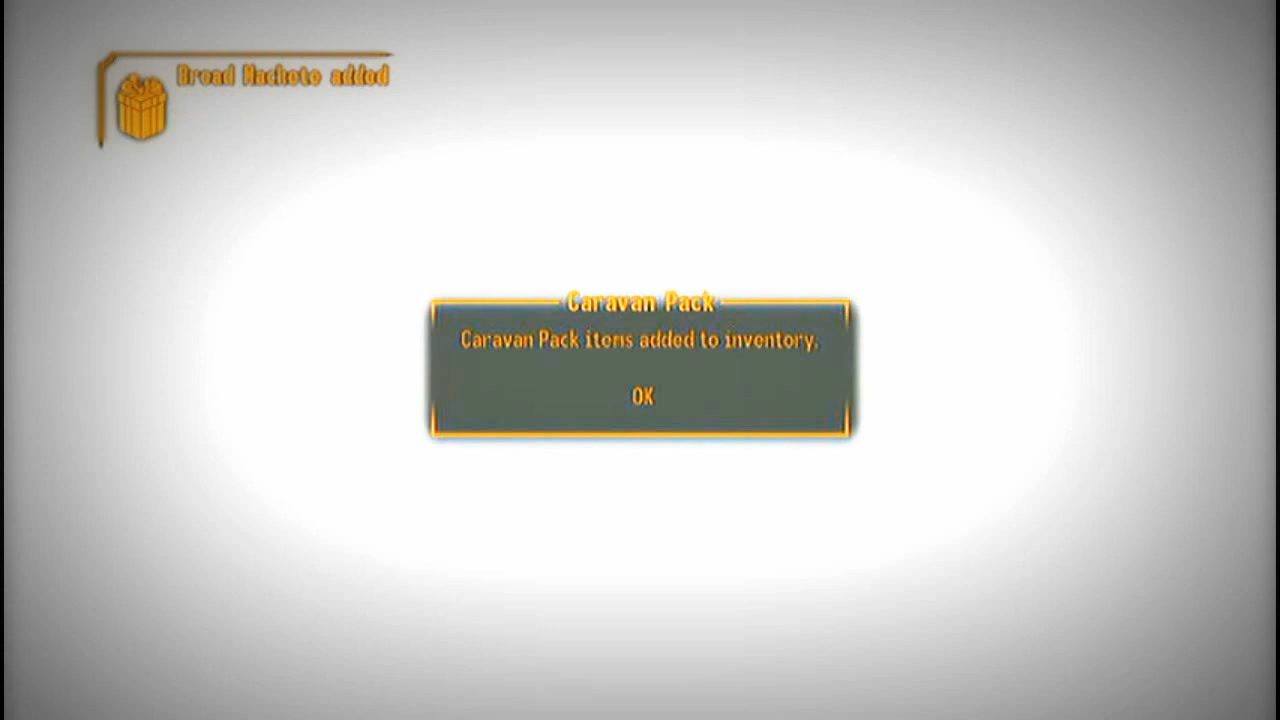 Broad Machete added
Caravan Pack
Caravan Pack items added to inventory.
OK